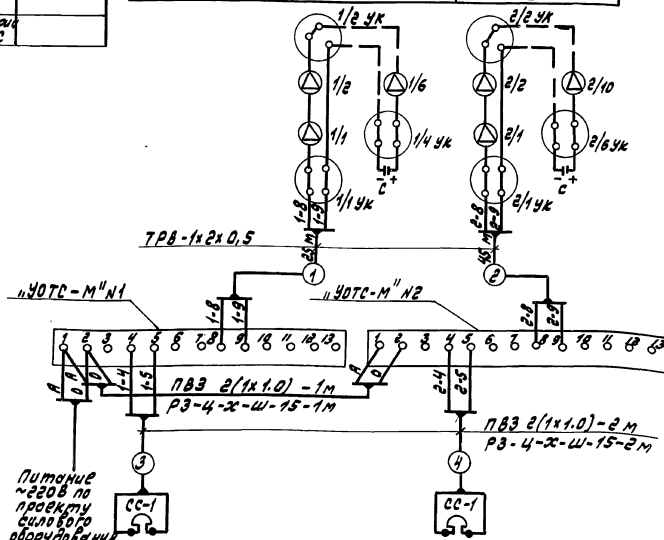 С
1/2 УК
2/2 УК
1/2
1/6
2/2
2/10
1/1
1/4 УК
2/1
2/6 УК
- +
С
- +
С
1/1 УК
2/1 УК
1-8
1-9
2-8
2-9
ТРВ-1х2х0,5
25 м
45 м
1
2
„УОТС-М" N1
„УОТС-М" N2
1-8
1-9
2-8
2-9
1 2 3 4 5 6 7 8 9 10 11 12 13
1 2 3 4 5 6 7 8 9 10 11 12 13
А
0
А
0
1-4
1-5
А
0
2-4
2-5
ПВ3 2(1х1.0) - 1м
РЗ-Ц-Х-Ш-15-1м
ПВ3 2(1х1.0) - 2 м
РЗ-Ц-Х-Ш-15-2м
3
4
Питание
~220В по
проекту
силового
оборудования
СС-1
СС-1